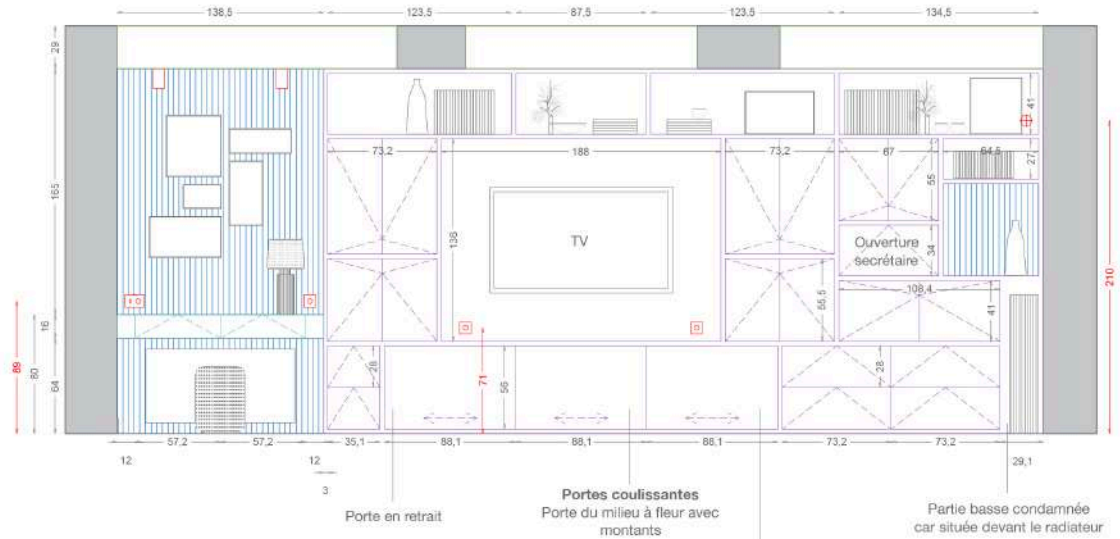 138,5 123,5 87,5 123,5 134,5
29
41
73,2 188 73,2 67 64,5
27
55
165
136
TV
Ouverture
secrétaire
34
108,4
210
55,5
41
16
89
80
64
28
71
56
28
57,2 57,2 35,1 88,1 88,1 88,1 73,2 73,2
12 12 29,1
3
Porte en retrait
Portes coulissantes
Porte du milieu à fleur avec
montants
Partie basse condamnée
car située devant le radiateur